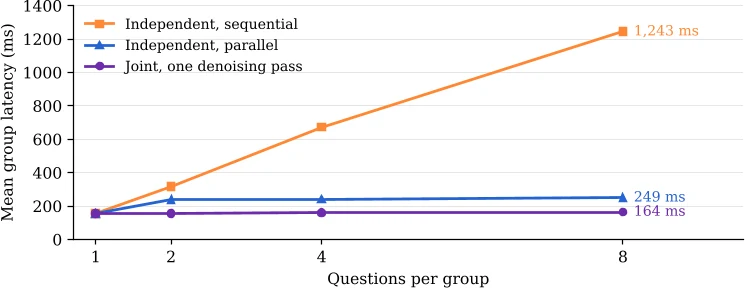 1400
1200
1000
800
600
400
200
0
Mean group latency (ms)
Independent, sequential
Independent, parallel
Joint, one denoising pass
1,243 ms
249 ms
164 ms
1 2 4 8
Questions per group